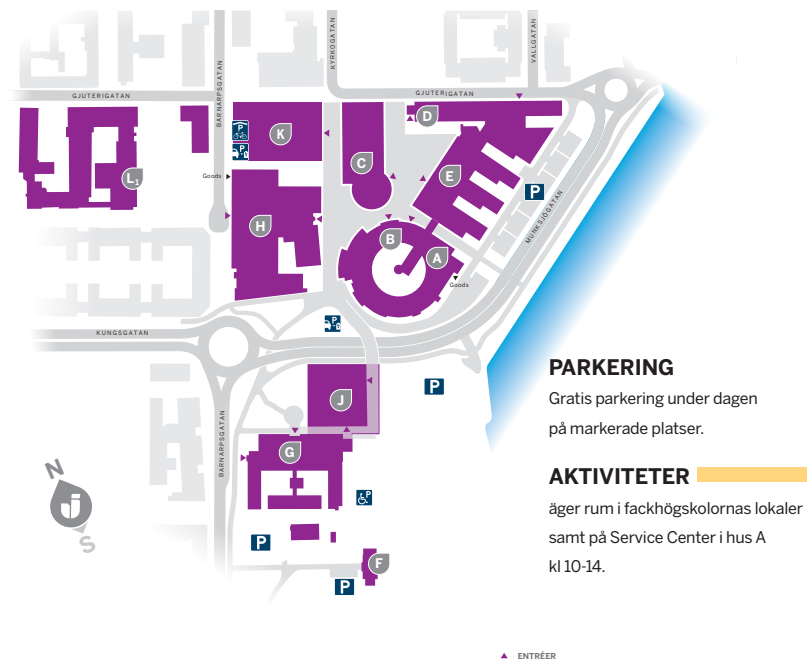 KYRKOGATAN
VALLGATAN
BARNARPSGATAN
GJUTERIGATAN
GJUTERIGATAN
D
P
K
C
P
L1
Goods
E
P
MUNKSJÖGATAN
H
B
A
Goods
P
KUNGSGATAN
PARKERING
Gratis parkering under dagen
på markerade platser.
P
J
BARNARPSGATAN
G
AKTIVITETER
äger rum i fackhögskolornas lokaler
samt på Service Center i hus A
kl 10-14.
N
J
S
P
P
F
P
ENTRÉER